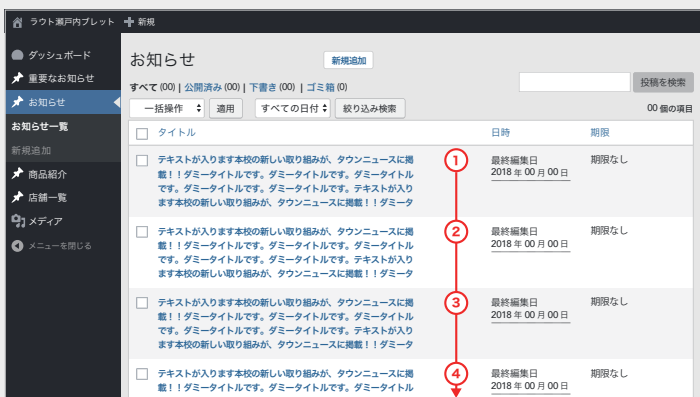 ラウト瀬戸内ブレット 新規
ダッシュボード
重要なお知らせ
お知らせ
お知らせ一覧
新規追加
商品紹介
店舗一覧
メディア
メニューを閉じる
お知らせ 新規追加
すべて (00) | 公開済み (00) | 下書き (00) | ゴミ箱 (0)
投稿を検索
一括操作 適用 すべての日付 絞り込み検索 00 個の項目
タイトル 日時 期限
テキストが入ります本校の新しい取り組みが、タウンニュースに掲
載！！ダミータイトルです。ダミータイトルです。ダミータイトル
です。ダミータイトルです。ダミータイトルです。テキストが入り
ます本校の新しい取り組みが、タウンニュースに掲載！！ダミータ
1
最終編集日
2018 年 00 月 00 日
期限なし
テキストが入ります本校の新しい取り組みが、タウンニュースに掲
載！！ダミータイトルです。ダミータイトルです。ダミータイトル
です。ダミータイトルです。ダミータイトルです。テキストが入り
ます本校の新しい取り組みが、タウンニュースに掲載！！ダミータ
2
最終編集日
2018 年 00 月 00 日
期限なし
テキストが入ります本校の新しい取り組みが、タウンニュースに掲
載！！ダミータイトルです。ダミータイトルです。ダミータイトル
です。ダミータイトルです。ダミータイトルです。テキストが入り
ます本校の新しい取り組みが、タウンニュースに掲載！！ダミータ
3
最終編集日
2018 年 00 月 00 日
期限なし
テキストが入ります本校の新しい取り組みが、タウンニュースに掲
載！！ダミータイトルです。ダミータイトルです。ダミータイトル
4
最終編集日
2018 年 00 月 00 日
期限なし